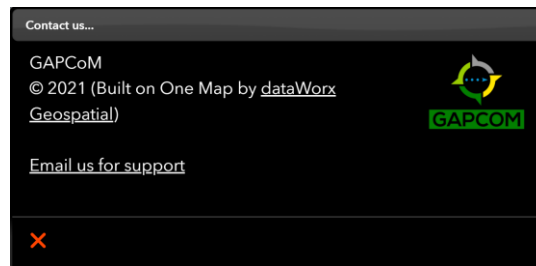 Contact us...
GAPCoM
© 2021 (Built on One Map by dataWorx
Geospatial)
GAPCOM
Email us for support